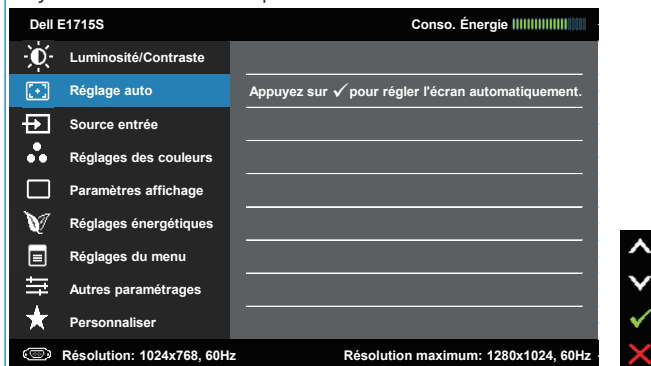 Dell E1715S Conso. Énergie
Luminosité/Contraste
Réglage auto Appuyez sur ✓ pour régler l'écran automatiquement.
Source entrée
Réglages des couleurs
Paramètres affichage
Réglages énergétiques
Réglages du menu
Autres paramétrages
Personnaliser
Résolution: 1024x768, 60Hz Résolution maximum: 1280x1024, 60Hz